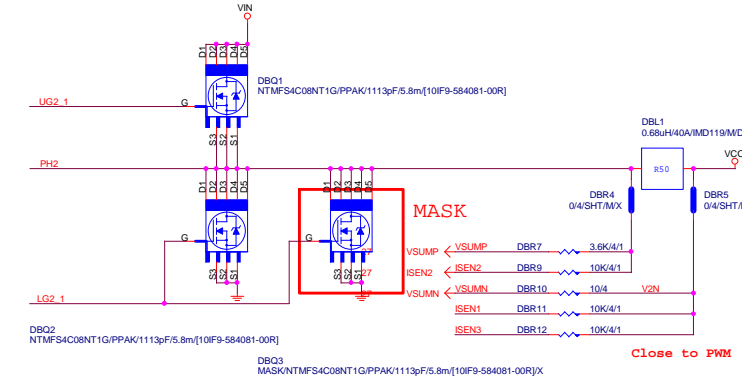 VIN
D1
D2
D3
D4
D5
DBQ1
NTMFS4C08NT1G/PPAK/1113pF/5.8m/[10IF9-584081-00R]
UG2_1
G
S3
S2
S1
DBL1
0.68uH/40A/IMD119/M/D
VCO
PH2
R50
D1
D2
D3
D4
D5
D1
D2
D3
D4
D5
DBR4
0/4/SHT/M/X
DBR5
0/4/SHT/
MASK
G
G
VSUMP
VSUMP
DBR7
3.6K/4/1
27
ISEN2
ISEN2
DBR9
10K/4/1
27
VSUMN
VSUMN
DBR10
10/4
V2N
27
S3
S2
S1
S3
S2
S1
LG2_1
ISEN1
DBR11
10K/4/1
ISEN3
DBR12
10K/4/1
DBQ2
NTMFS4C08NT1G/PPAK/1113pF/5.8m/[10IF9-584081-00R]
Close to PWM
DBQ3
MASK/NTMFS4C08NT1G/PPAK/1113pF/5.8m/[10IF9-584081-00R]/X